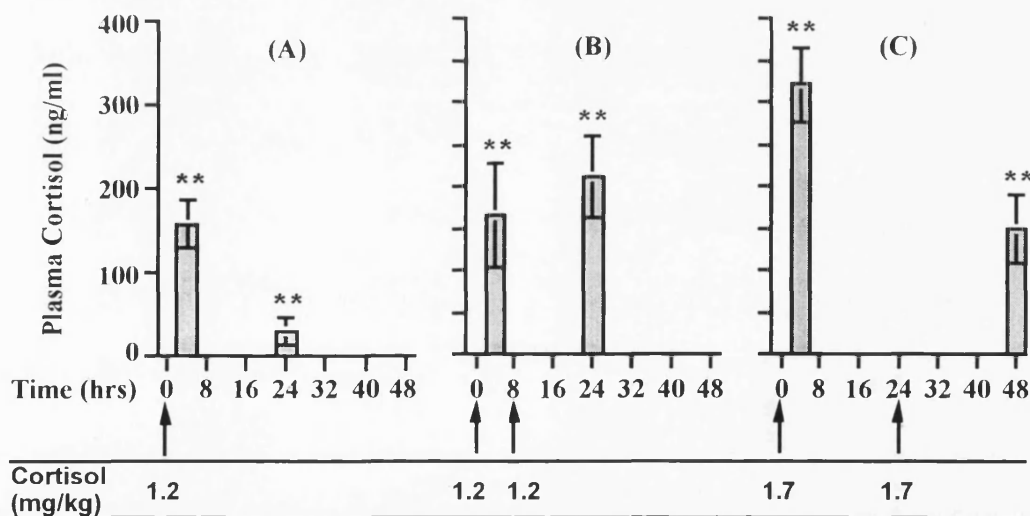 400 (A) (B) ** (C)
300 ** **
200 ** **
100 **
0
Plasma Cortisol (ng/ml)
Time (hrs) 0 8 16 24 32 40 48 0 8 16 24 32 40 48 0 8 16 24 32 40 48
Cortisol 1.2 1.2 1.2 1.7 1.7
(mg/kg)